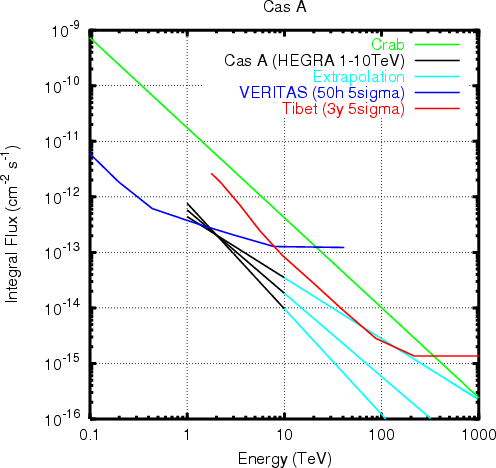 Cas A
10^-9
10^-10
10^-11
10^-12
10^-13
10^-14
10^-15
10^-16
Integral Flux (cm^-2 s^-1)
Crab
Cas A (HEGRA 1-10TeV)
Extrapolation
VERITAS (50h 5sigma)
Tibet (3y 5sigma)
0.1 1 10 100 1000
Energy (TeV)